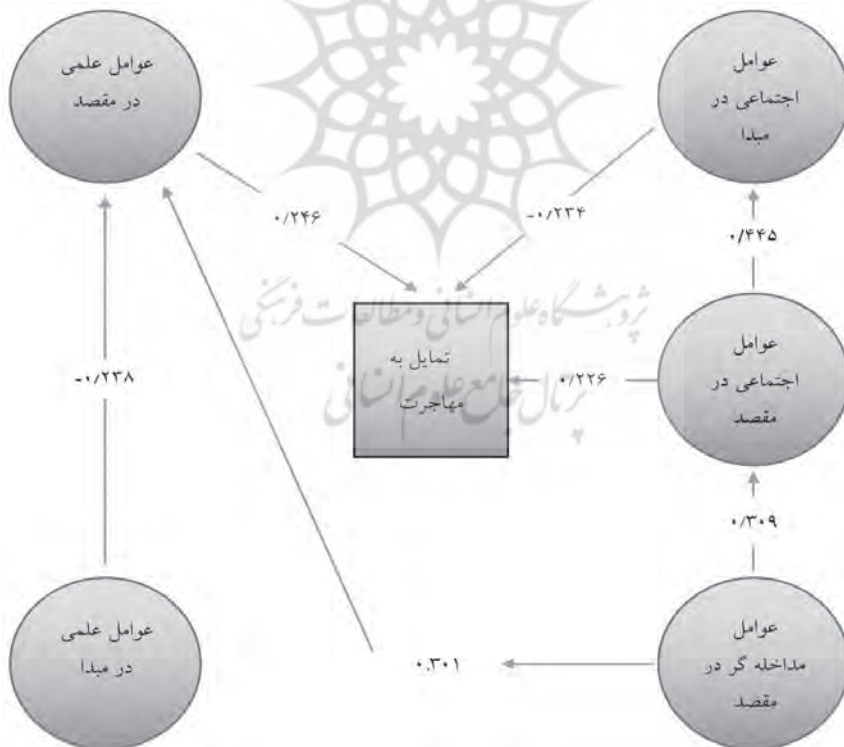 عوامل
اجتماعی در
مبدا
عوامل علمی
در مقصد
۰/۲۴۶
-۰/۲۳۴
۰/۴۴۵
پژوهشگاه علوم انسانی و مطالعات فرهنگی
پرتال جامع علوم انسانی
عوامل
اجتماعی در
مقصد
۰/۲۲۶
تمایل به
مهاجرت
-۰/۲۳۸
۰/۳۰۹
عوامل
مداخله گر در
مقصد
۰.۳۰۱
عوامل علمی
در مبدا